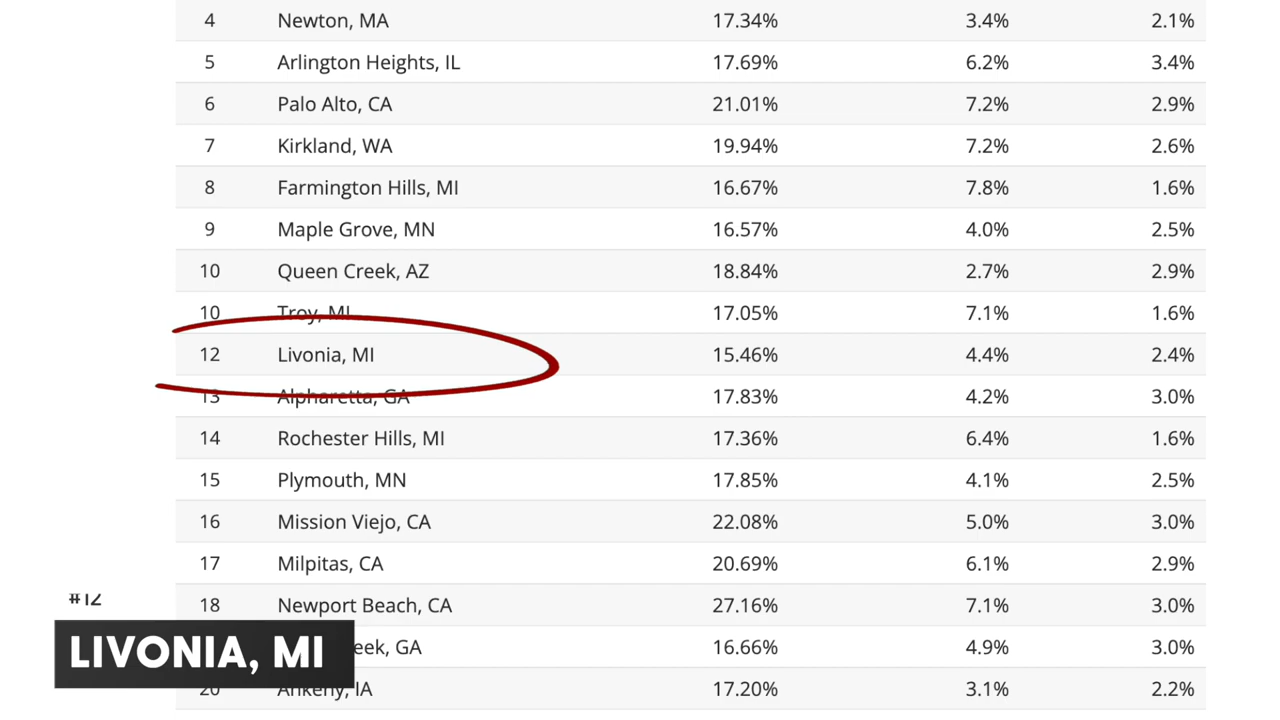 4 Newton, MA 17.34% 3.4% 2.1%
5 Arlington Heights, IL 17.69% 6.2% 3.4%
6 Palo Alto, CA 21.01% 7.2% 2.9%
7 Kirkland, WA 19.94% 7.2% 2.6%
8 Farmington Hills, MI 16.67% 7.8% 1.6%
9 Maple Grove, MN 16.57% 4.0% 2.5%
10 Queen Creek, AZ 18.84% 2.7% 2.9%
10 Troy, MI 17.05% 7.1% 1.6%
12 Livonia, MI 15.46% 4.4% 2.4%
13 Alpharetta, GA 17.83% 4.2% 3.0%
14 Rochester Hills, MI 17.36% 6.4% 1.6%
15 Plymouth, MN 17.85% 4.1% 2.5%
16 Mission Viejo, CA 22.08% 5.0% 3.0%
17 Milpitas, CA 20.69% 6.1% 2.9%
18 Newport Beach, CA 27.16% 7.1% 3.0%
eek, GA 16.66% 4.9% 3.0%
20 Ankeny, IA 17.20% 3.1% 2.2%
#12
LIVONIA, MI